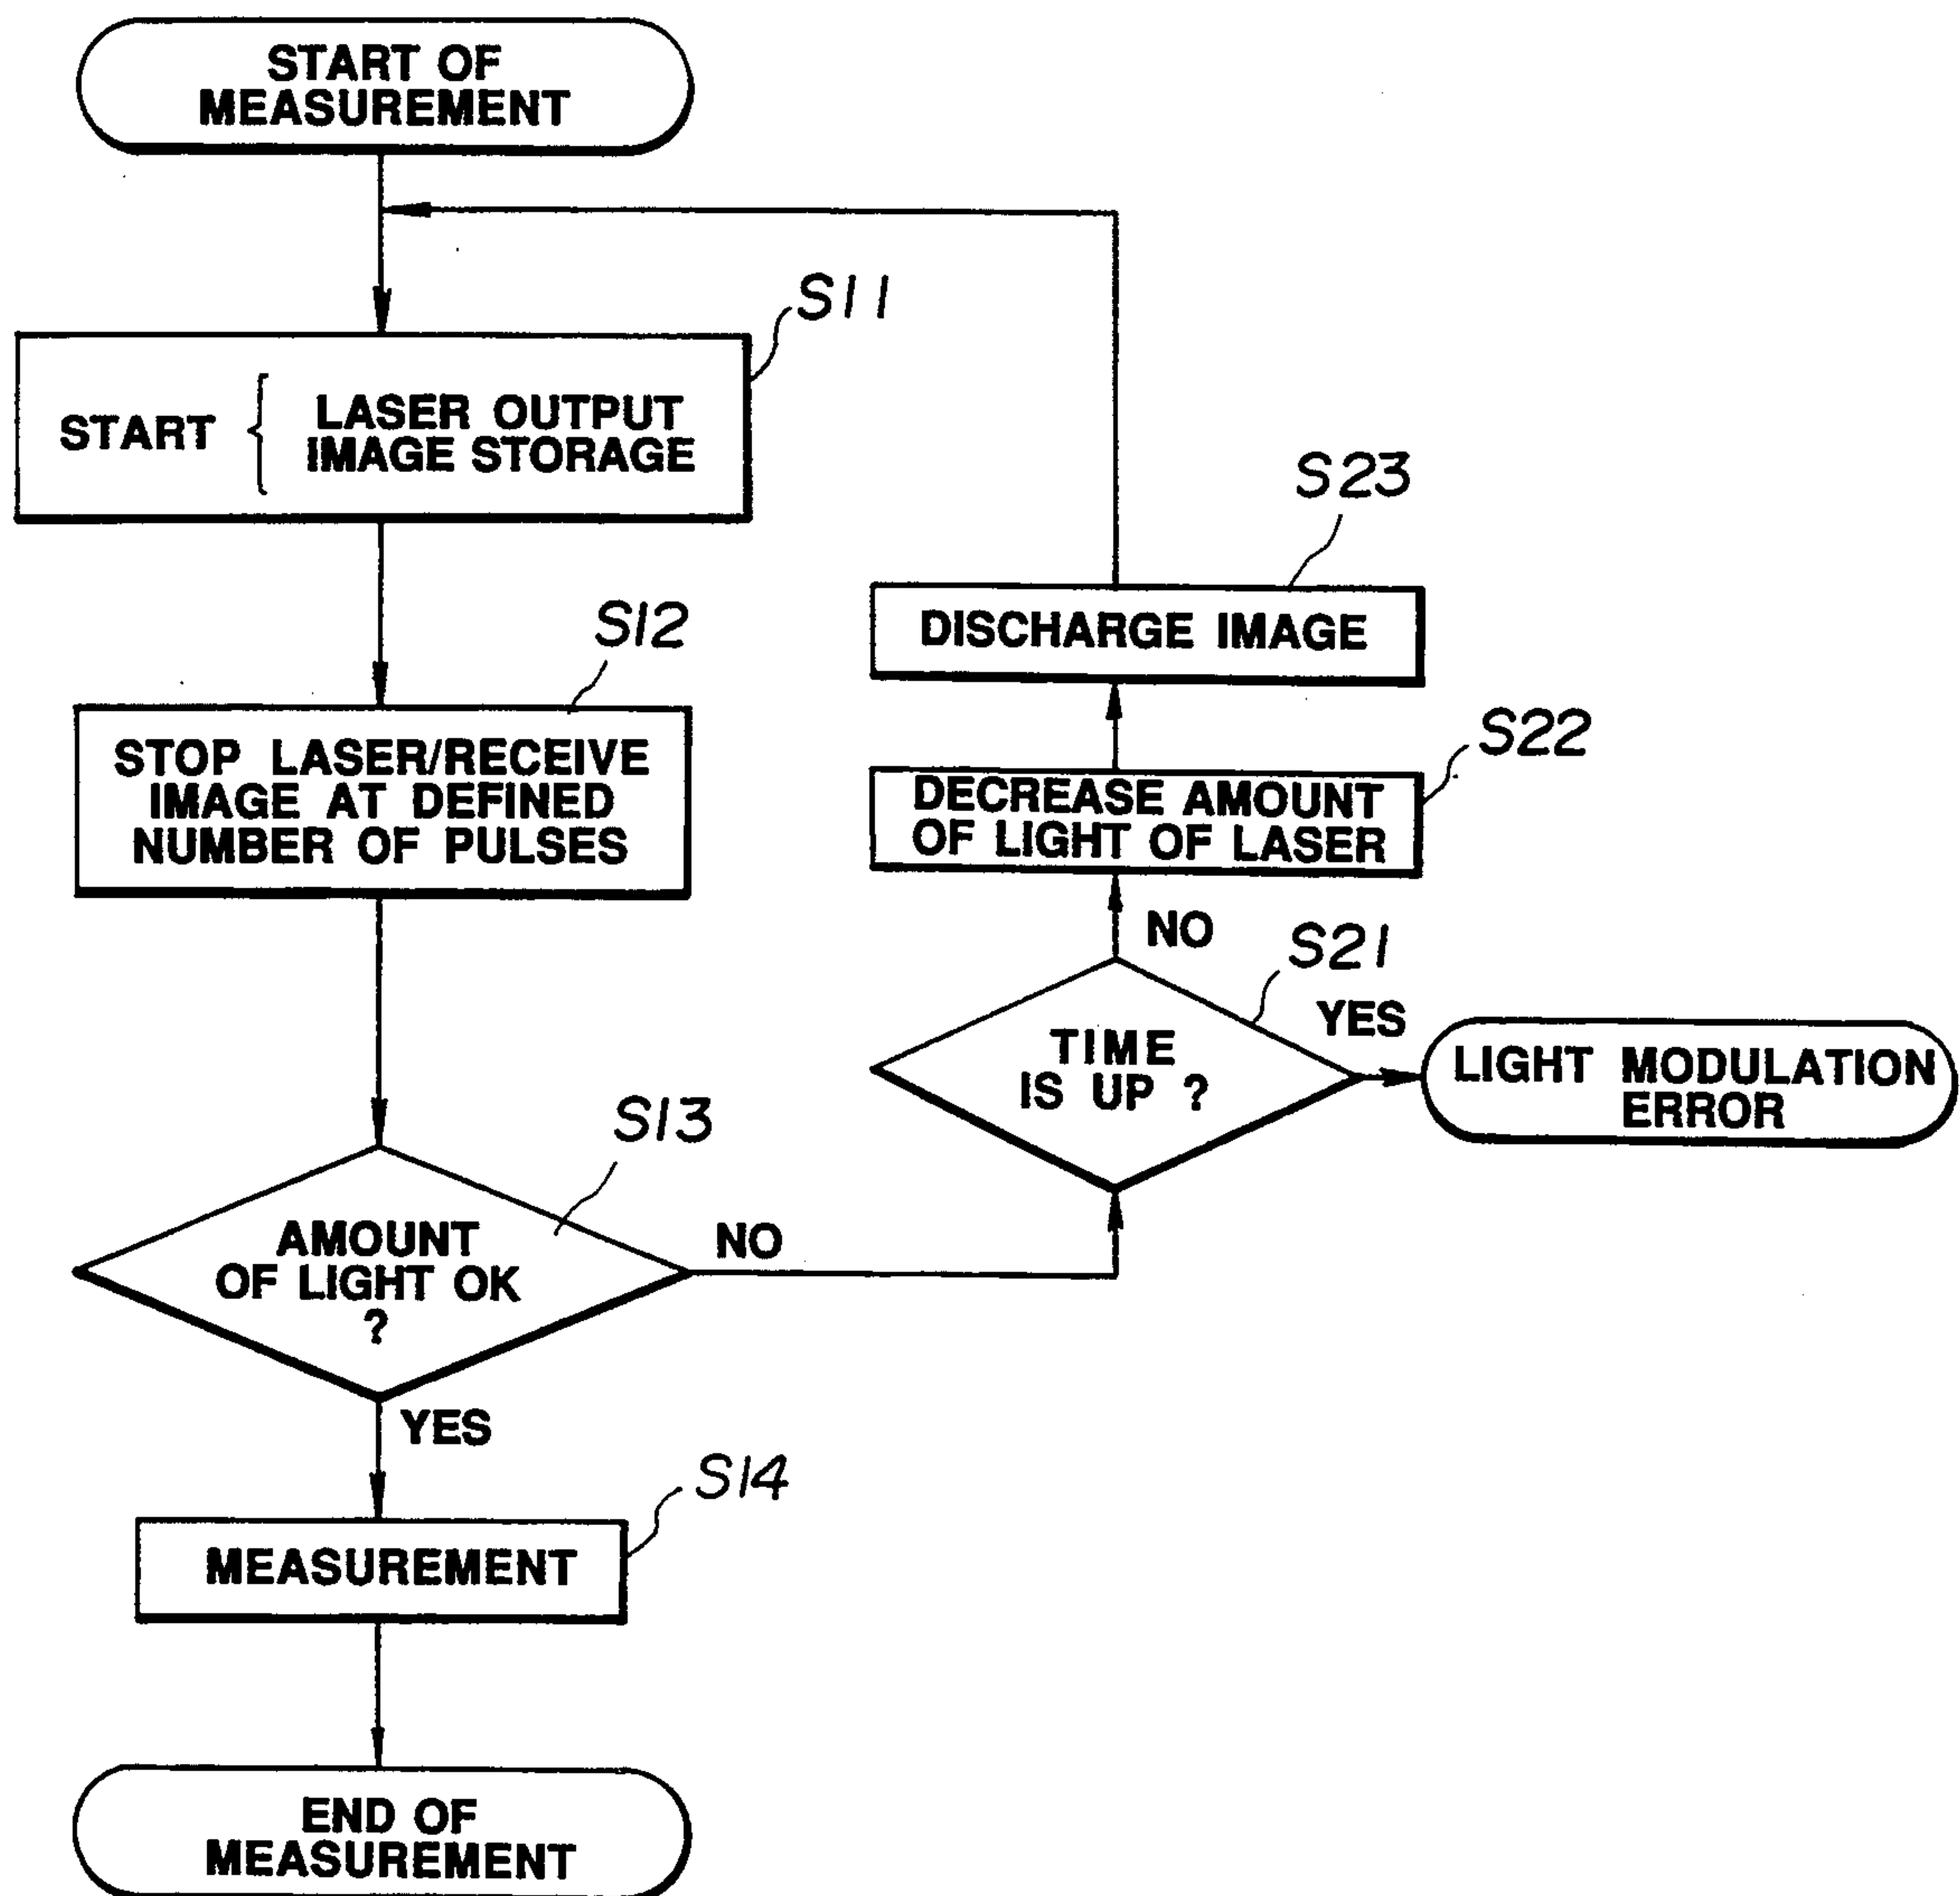 START OF
MEASUREMENT
S11
START { LASER OUTPUT
IMAGE STORAGE
S12
STOP LASER/RECEIVE
IMAGE AT DEFINED
NUMBER OF PULSES
S13
AMOUNT
OF LIGHT OK
?
NO
YES
S14
MEASUREMENT
END OF
MEASUREMENT
S23
DISCHARGE IMAGE
S22
DECREASE AMOUNT
OF LIGHT OF LASER
NO
S21
YES
TIME
IS UP ?
LIGHT MODULATION
ERROR